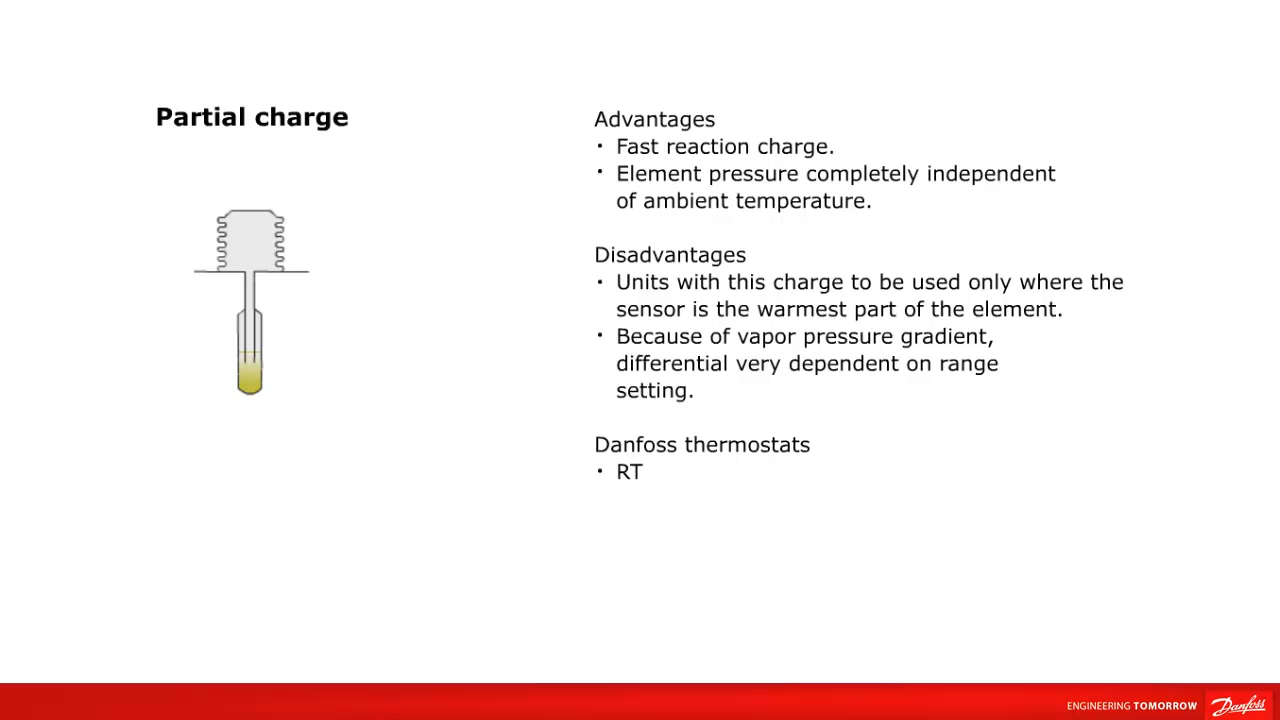 Partial charge
Advantages
• Fast reaction charge.
• Element pressure completely independent
of ambient temperature.
Disadvantages
• Units with this charge to be used only where the
sensor is the warmest part of the element.
• Because of vapor pressure gradient,
differential very dependent on range
setting.
Danfoss thermostats
• RT
ENGINEERING TOMORROW
Danfoss